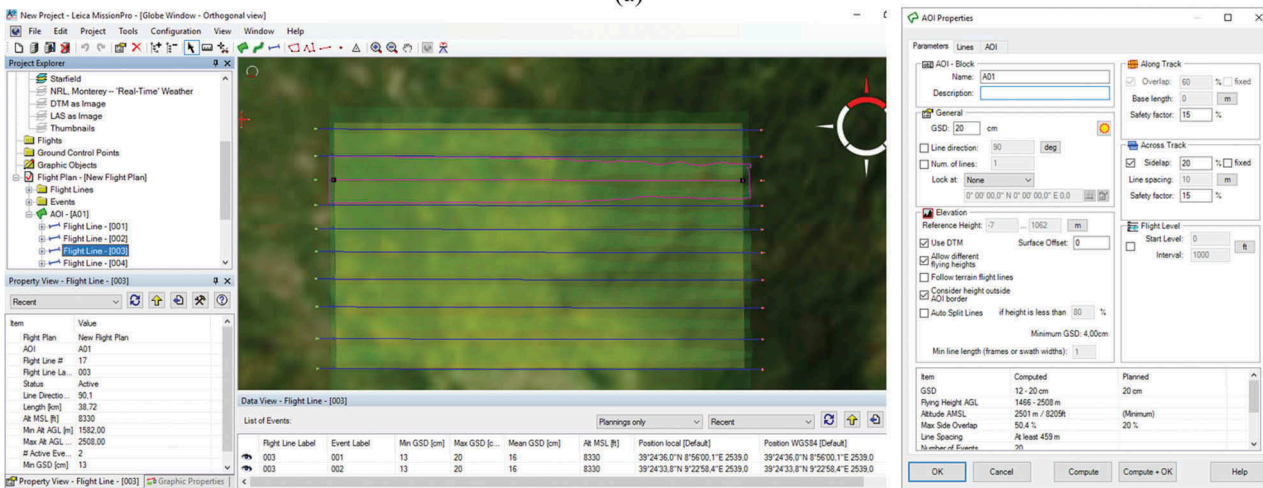 (a)
New Project - Leica MissionPro - [Globe Window - Orthogonal view]
File Edit Project Tools Configuration View Window Help
Project Explorer
Starfield
NRL, Monterey -- 'Real-Time' Weather
DTM as Image
LAS as Image
Thumbnails
Flights
Ground Control Points
Graphic Objects
Flight Plan - [New Flight Plan]
Flight Lines
Events
AOI - [A01]
Flight Line - [001]
Flight Line - [002]
Flight Line - [003]
Flight Line - [004]
Property View - Flight Line - [003]
Recent
Item Value
Flight Plan New Flight Plan
AOI A01
Flight Line # 17
Flight Line La... 003
Status Active
Line Directio... 90,1
Length [km] 38,72
Alt MSL [ft] 8330
Min Alt AGL [m] 1582,00
Max Alt AGL ... 2508,00
# Active Eve... 2
Min GSD [cm] 13
Property View - Flight Line - [003] Graphic Properties
Data View - Flight Line - [003]
List of Events: Plannings only Recent
Flight Line Label Event Label Min GSD [cm] Max GSD [c... Mean GSD [cm] Alt MSL [ft] Position local [Default] Position WGS84 [Default]
003 001 13 20 16 8330 39°24'36,0"N 8°56'00,1"E 2539,0 39°24'36,0"N 8°56'00,1"E 2539,0
003 002 13 20 16 8330 39°24'33,8"N 9°22'58,4"E 2539,0 39°24'33,8"N 9°22'58,4"E 2539,0
AOI Properties
Parameters Lines AOI
AOI - Block
Name: A01
Description:
General
GSD: 20 cm
Line direction: 90 deg
Num. of lines: 1
Lock at: None
0° 00' 00,0" N 0° 00' 00,0" E 0,0
Elevation
Reference Height: -7 ... 1062 m
Use DTM Surface Offset: 0
Allow different
flying heights
Follow terrain flight lines
Consider height outside
AOI border
Auto Split Lines if height is less than 80 %
Minimum GSD: 4,00cm
Min line length (frames or swath widths): 1
Along Track
Overlap: 60 % fixed
Base length: 0 m
Safety factor: 15 %
Across Track
Sidelap: 20 % fixed
Line spacing: 10 m
Safety factor: 15 %
Flight Level
Start Level: 0 ft
Interval: 1000
Item Computed Planned
GSD 12 - 20 cm 20 cm
Flying Height AGL 1466 - 2508 m
Altitude AMSL 2501 m / 8205ft (Minimum)
Max Side Overlap 50,4 % 20 %
Line Spacing At least 459 m
Number of Events 20
OK Cancel Compute Compute + OK Help